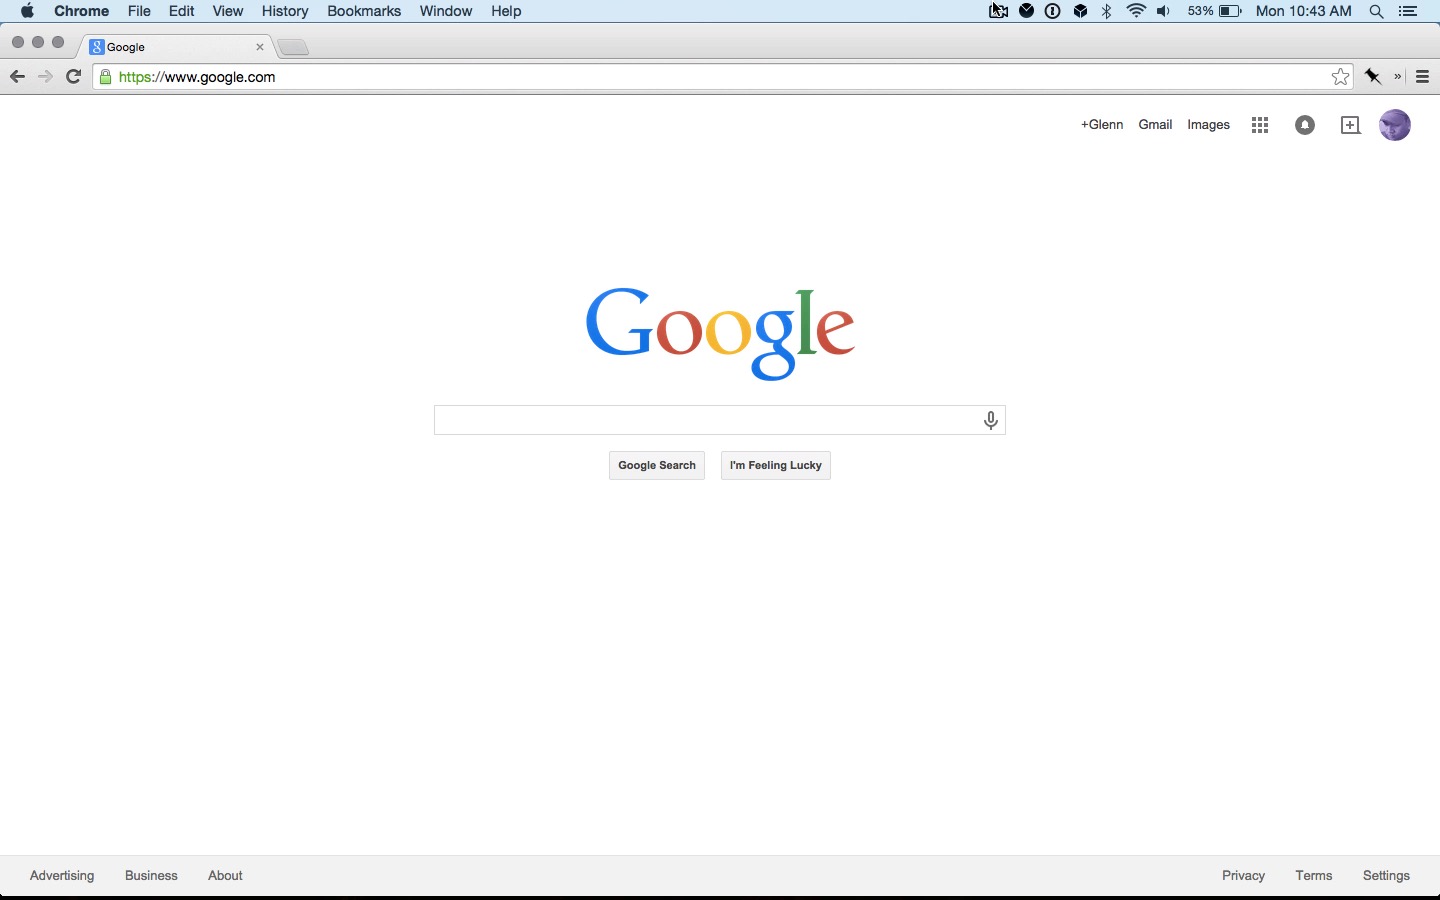 Chrome File Edit View History Bookmarks Window Help 53% Mon 10:43 AM
Google
https://www.google.com
+Glenn Gmail Images
Google
Google Search I'm Feeling Lucky
Advertising Business About Privacy Terms Settings